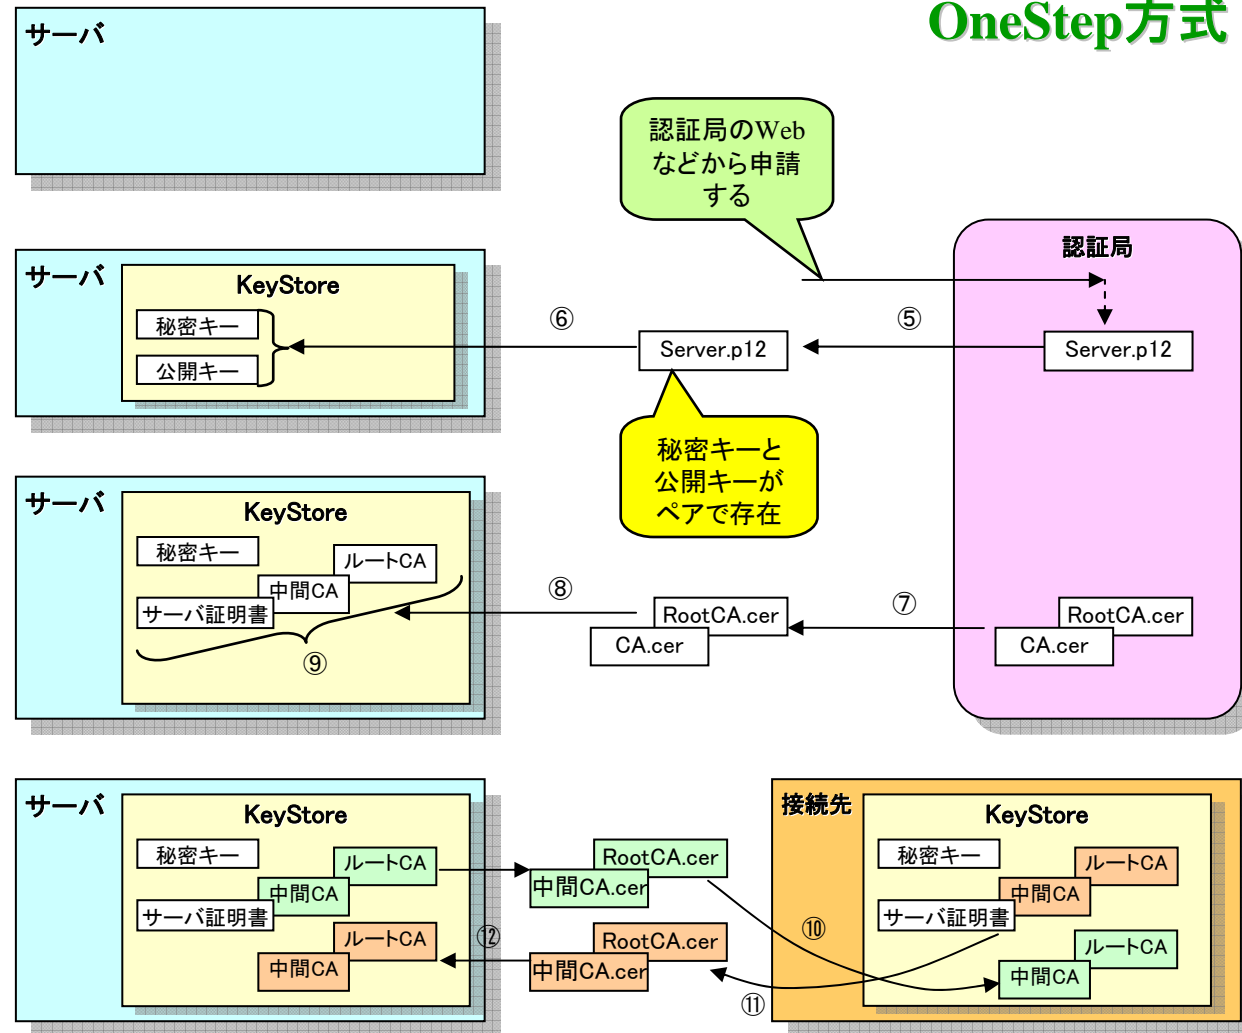 OneStep方式
サーバ
認証局のWeb
などから申請
する
サーバ
KeyStore
秘密キー
公開キー
⑥
Server.p12
⑤
認証局
Server.p12
秘密キーと
公開キーが
ペアで存在
サーバ
KeyStore
秘密キー
ルートCA
中間CA
サーバ証明書
⑨
⑧
RootCA.cer
CA.cer
⑦
RootCA.cer
CA.cer
サーバ
KeyStore
秘密キー
ルートCA
中間CA
サーバ証明書
ルートCA
中間CA
RootCA.cer
中間CA.cer
⑫
RootCA.cer
中間CA.cer
⑩
⑪
接続先
KeyStore
秘密キー
ルートCA
中間CA
サーバ証明書
ルートCA
中間CA